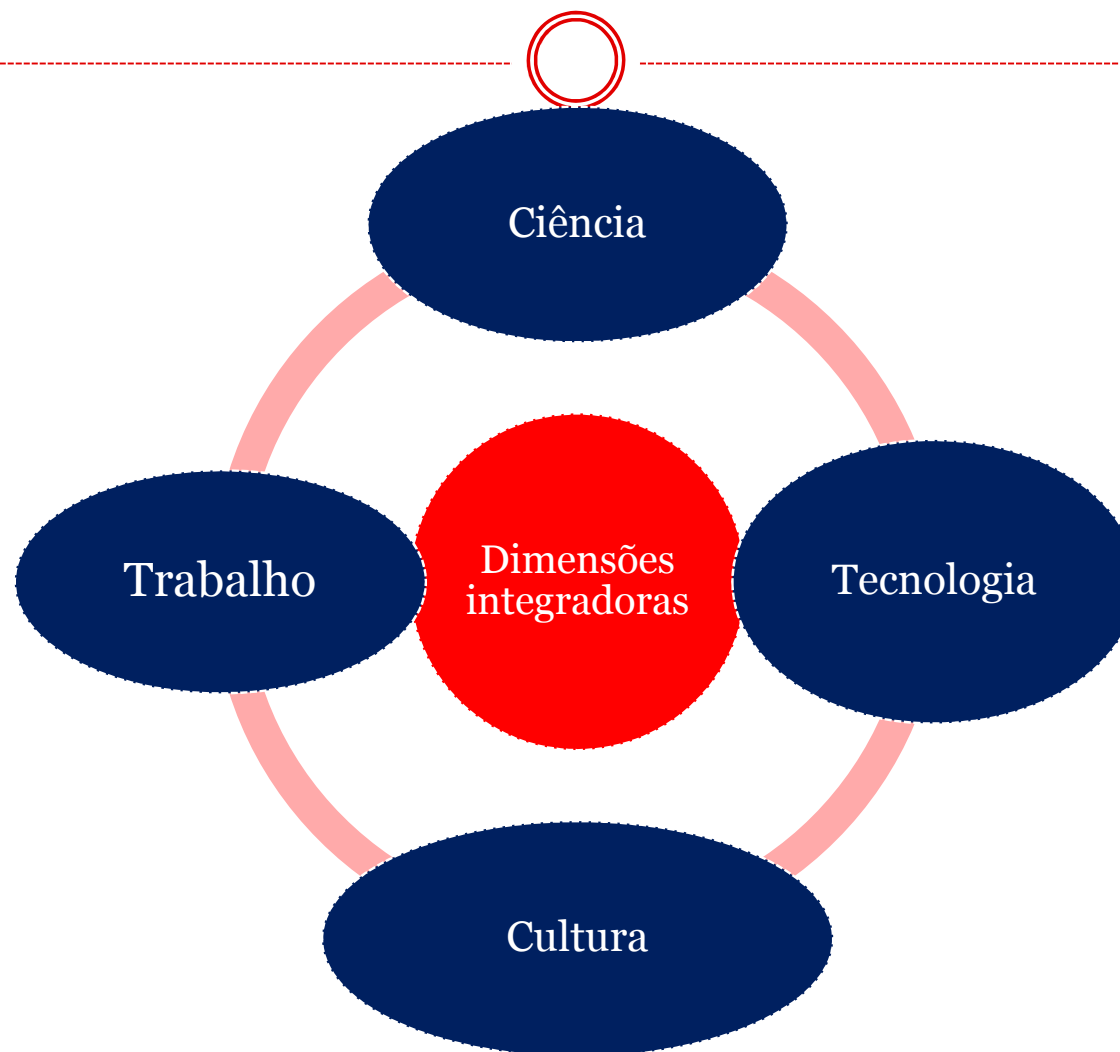 Ciência
Trabalho
Dimensões
integradoras
Tecnologia
Cultura